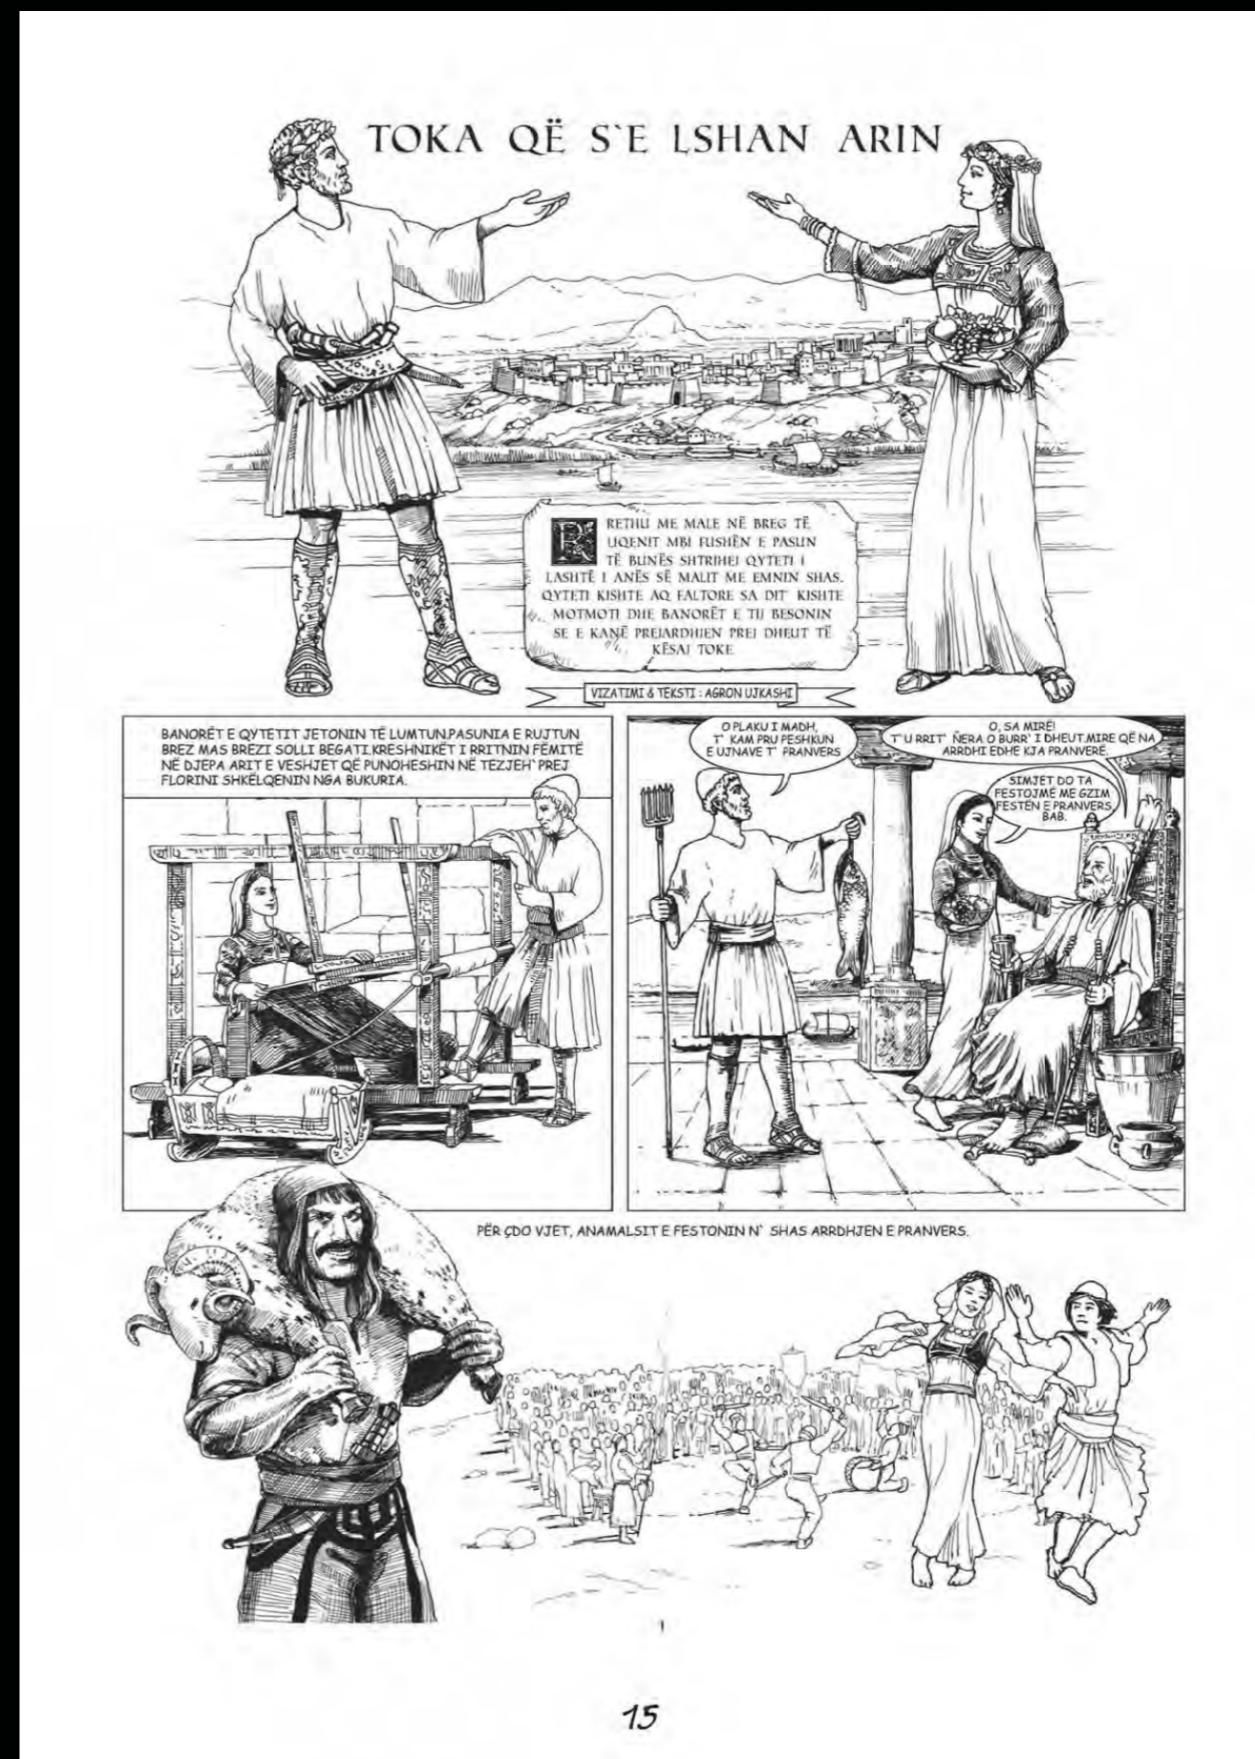 TOKA QË S`E LSHAN ARIN
RRETHU ME MALE NË BREG TË
LIQENIT MBI FUSHËN E PASUN
TË BUNËS SHTRIHEJ QYTETI I
LASHTË I ANËS SË MALIT ME EMNIN SHAS.
QYTETI KISHTE AQ FALTORE SA DIT` KISHTE
MOTMOTI DHE BANORËT E TIJ BESONIN
SE E KANË PREJARDHJEN PREJ DHEUT TË
KËSAJ TOKE
VIZATIMI & TEKSTI : AGRON UJKASHI
BANORËT E QYTETIT JETONIN TË LUMTUN.PASUNIA E RUJTUN
BREZ MAS BREZI SOLLI BEGATI.KRESHNIKËT I RRITNIN FËMITË
NË DJEPA ARIT E VESHJET QË PUNOHESHIN NË TEZJEH` PREJ
FLORINI SHKËLQENIN NGA BUKURIA.
O PLAKU I MADH,
T` KAM PRU PESHKUN
E UJNAVE T` PRANVERS
O, SA MIRË!
T`U RRIT` ÑERA O BURR` I DHEUT.MIRE QË NA
ARRDHI EDHE KJA PRANVERË.
SIMJET DO TA
FESTOJMË ME GZIM
FESTËN E PRANVERS,
BAB.
PËR ÇDO VJET, ANAMALSIT E FESTONIN N` SHAS ARRDHJEN E PRANVERS.
1
15